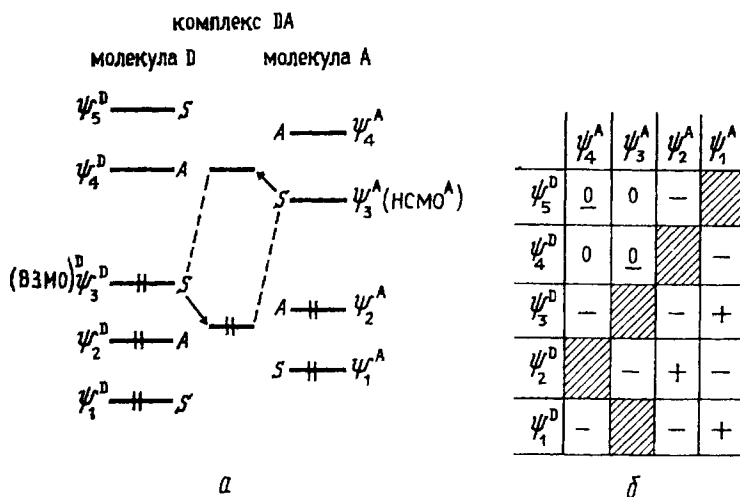 комплекс DA
молекула D молекула A
ψ₅ᴰ S
A ψ₄ᴬ
ψ₄ᴰ A
S ψ₃ᴬ (НСМОᴬ)
(ВЗМО)ᴰ ψ₃ᴰ S
A ψ₂ᴬ
ψ₂ᴰ A
S ψ₁ᴬ
ψ₁ᴰ S
а
ψ₄ᴬ ψ₃ᴬ ψ₂ᴬ ψ₁ᴬ
ψ₅ᴰ 0 0 −
ψ₄ᴰ 0 0 −
ψ₃ᴰ − − +
ψ₂ᴰ − + −
ψ₁ᴰ − − +
б